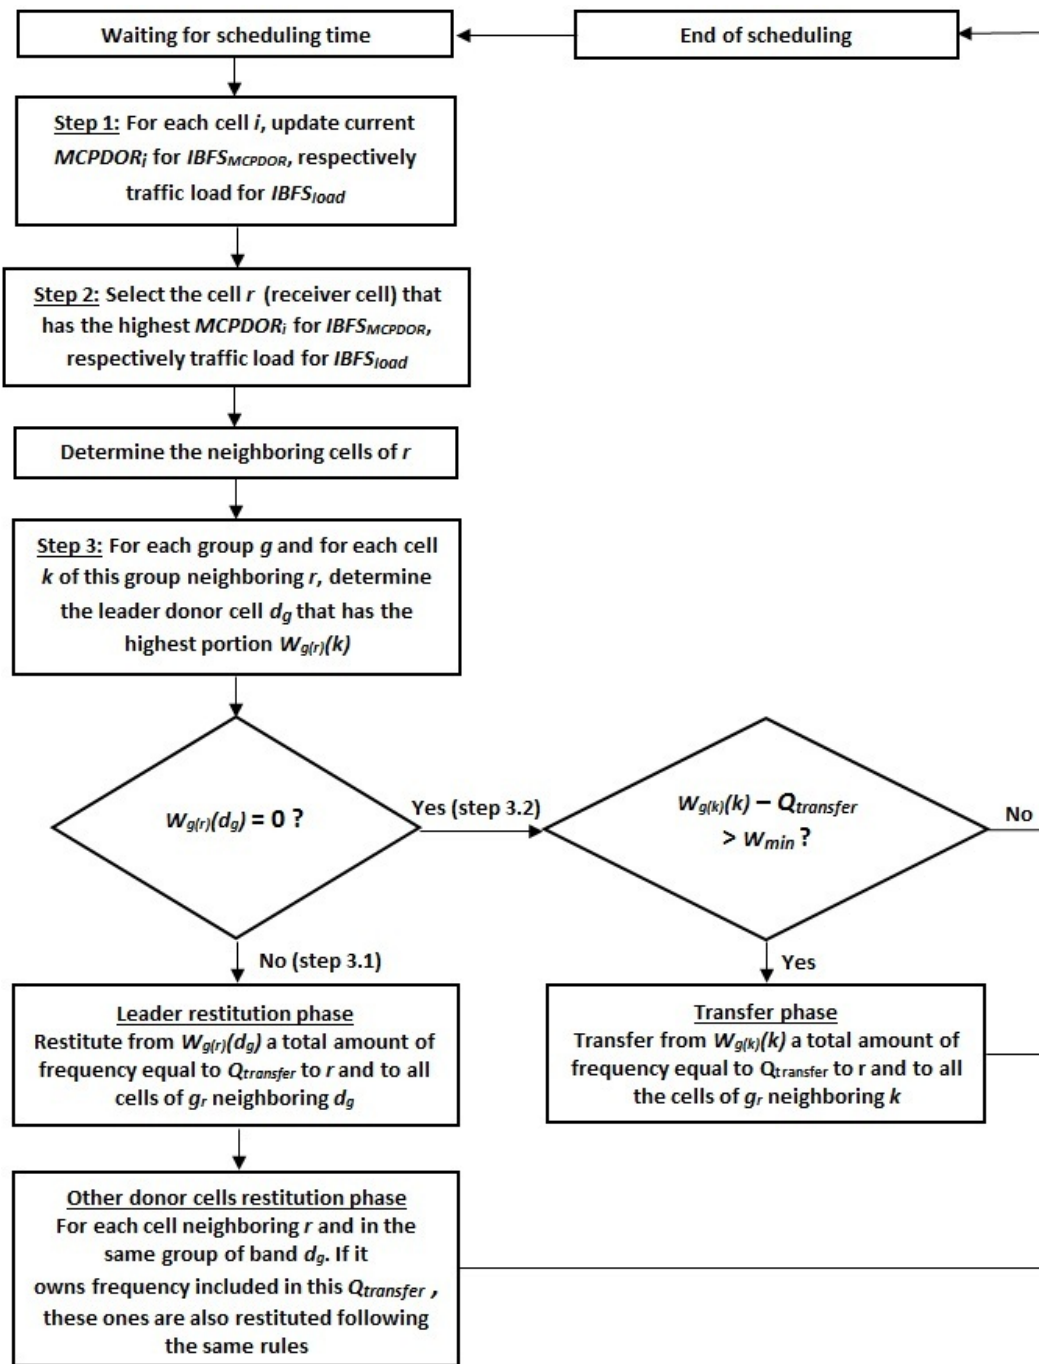 Waiting for scheduling time
End of scheduling
Step 1: For each cell i, update current
MCPDORi for IBFSMCPDOR, respectively
traffic load for IBFSload
Step 2: Select the cell r (receiver cell) that
has the highest MCPDORi for IBFSMCPDOR,
respectively traffic load for IBFSload
Determine the neighboring cells of r
Step 3: For each group g and for each cell
k of this group neighboring r, determine
the leader donor cell dg that has the
highest portion Wg(r)(k)
Wg(r)(dg) = 0 ?
Yes (step 3.2)
Wg(k)(k) – Qtransfer
> Wmin ?
No
No (step 3.1)
Yes
Leader restitution phase
Restitute from Wg(r)(dg) a total amount of
frequency equal to Qtransfer to r and to all
cells of gr neighboring dg
Transfer phase
Transfer from Wg(k)(k) a total amount of
frequency equal to Qtransfer to r and to all
the cells of gr neighboring k
Other donor cells restitution phase
For each cell neighboring r and in the
same group of band dg. If it
owns frequency included in this Qtransfer ,
these ones are also restituted following
the same rules